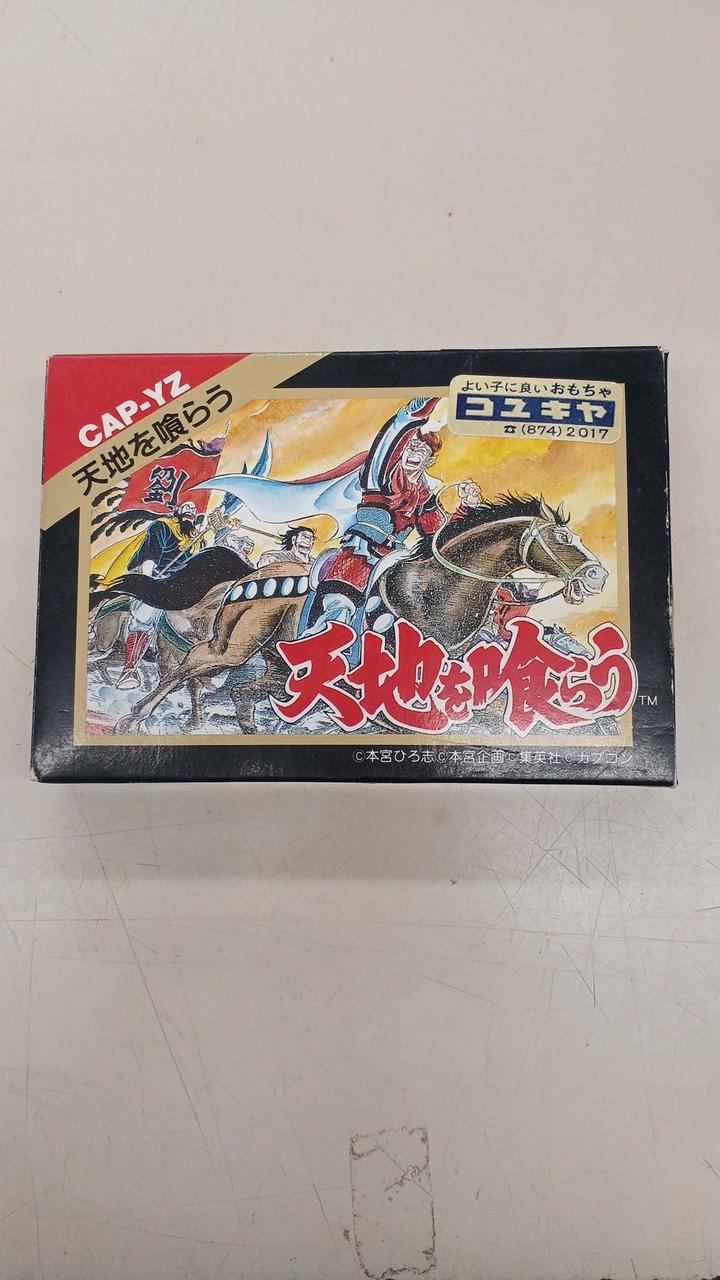 CAP-YZ
天地を喰らう
よい子に良いおもちゃ
コユキヤ
☎(874)2017
劉
天地を喰らう
TM
©本宮ひろ志©本宮企画©集英社©カプコン